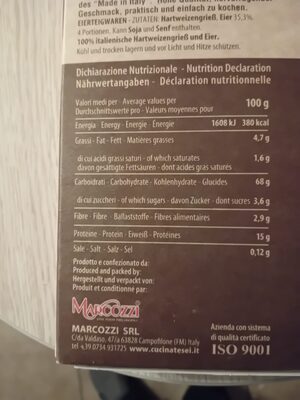 des "Made in Italy"
Geschmack, praktisch und einfach zu kochen.
EIERTEIGWAREN - ZUTATEN: Hartweizengrieß, Eier 35,3%.
4 Portionen. Kann Soja und Senf enthalten.
100% italienische Hartweizengrieß und Eier.
Kühl und trocken lagern und vor Licht und Hitze schützen.
Dichiarazione Nutrizionale - Nutrition Declaration
Nährwertangaben - Déclaration nutritionnelle
Valori medi per - Average values per
Durchschnittswerte pro - Valeurs moyennes pour 100 g
Energia - Energy - Energie - Énergie 1608 kJ 380 kcal
Grassi - Fat - Fett - Matières grasses 4,7 g
di cui acidi grassi saturi - of which saturates 1,6 g
davon gesättigte Fettsäuren - dont acides gras saturés
Carboidrati - Carbohydrate - Kohlenhydrate - Glucides 68 g
di cui zuccheri - of which sugars - davon Zucker - dont sucres 3,6 g
Fibre - Fibre - Ballaststoffe - Fibres alimentaires 2,9 g
Proteine - Protein - Eiweiß - Protéines 15 g
Sale - Salt - Salz - Sel 0,12 g
Prodotto e confezionato da:
Produced and packed by:
Hergestellt und verpackt von:
Produit et conditionné par:
MARCOZZI
MARCOZZI SRL
C/da Valdaso, 47/a 63828 Campofilone (FM) Italy
tel +39 0734 931725 www.cucinatesei.it
Azienda con sistema
di qualità certificato
ISO 9001